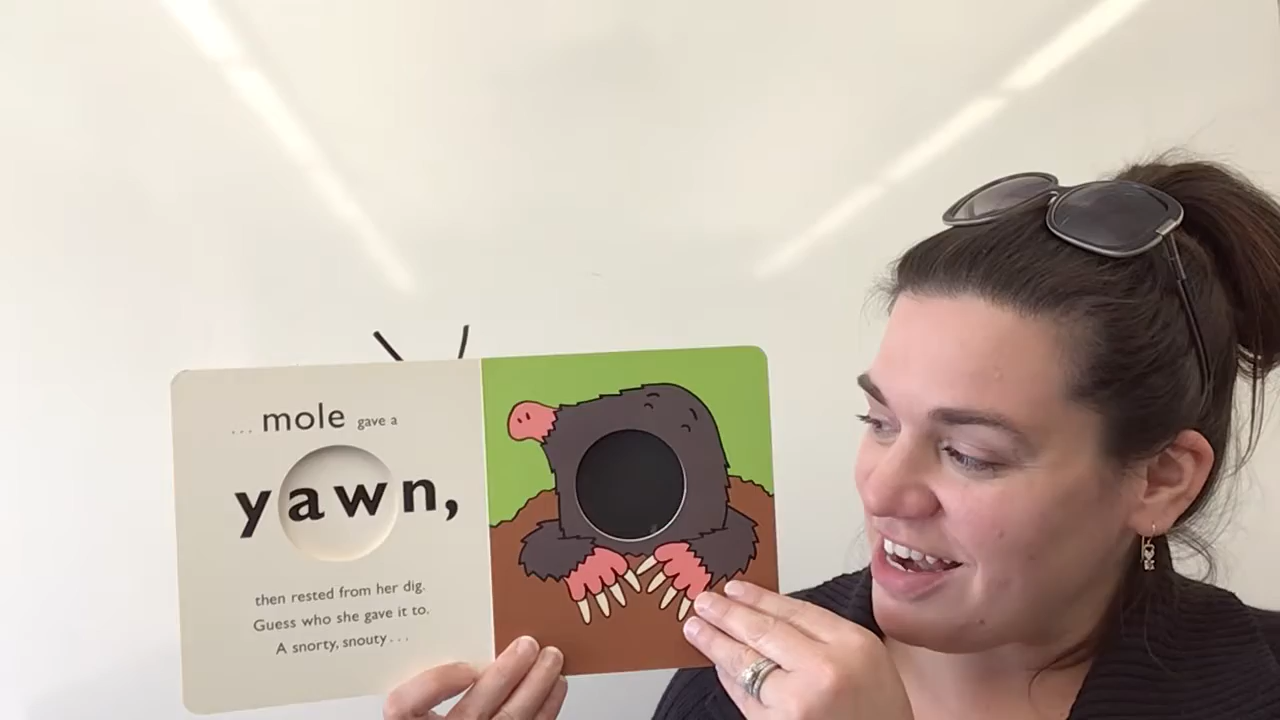 ... mole gave a
yawn,
then rested from her dig.
Guess who she gave it to.
A snorty, snouty...